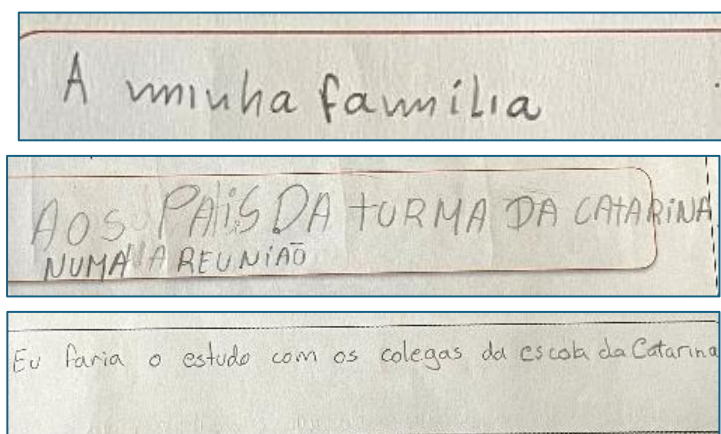 A minha família
AOS PAIS DA TURMA DA CATARINA
NUMA REUNIÃO
Eu faria o estudo com os colegas da escola da Catarina